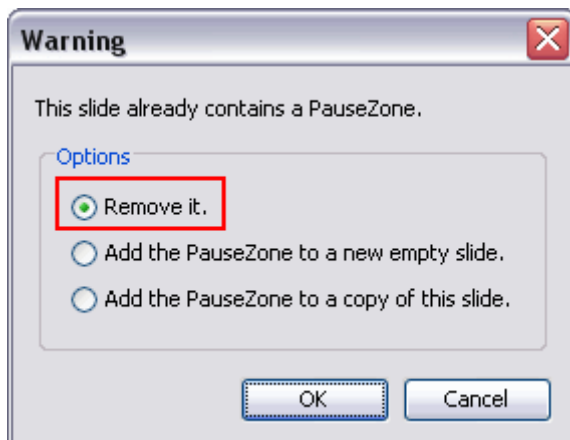 Warning
This slide already contains a PauseZone.
Options
Remove it.
Add the PauseZone to a new empty slide.
Add the PauseZone to a copy of this slide.
OK Cancel